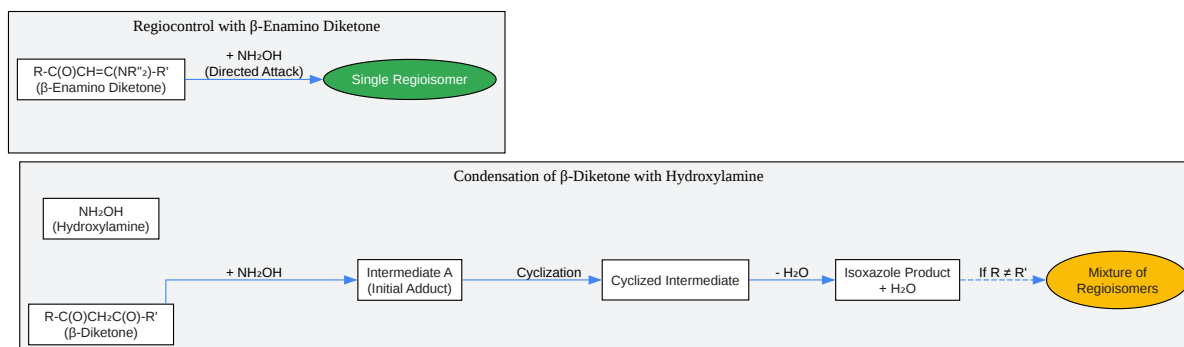 Regiocontrol with β-Enamino Diketone
+ NH₂OH
(Directed Attack)
R-C(O)CH=C(NR"₂)-R'
(β-Enamino Diketone)
Single Regioisomer
Condensation of β-Diketone with Hydroxylamine
NH₂OH
(Hydroxylamine)
R-C(O)CH₂C(O)-R'
(β-Diketone)
+ NH₂OH
Intermediate A
(Initial Adduct)
Cyclization
Cyclized Intermediate
- H₂O
Isoxazole Product
+ H₂O
If R ≠ R'
Mixture of
Regioisomers